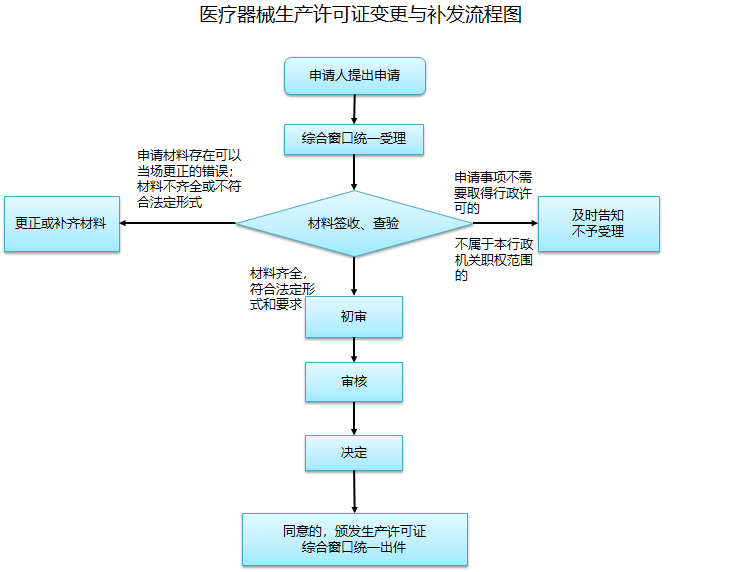 医疗器械生产许可证变更与补发流程图
申请人提出申请
综合窗口统一受理
申请材料存在可以
当场更正的错误；
材料不齐全或不符
合法定形式
申请事项不需
要取得行政许
可的
更正或补齐材料
材料签收、查验
及时告知
不予受理
不属于本行政
机关职权范围
的
材料齐全，
符合法定形
式和要求
初审
审核
决定
同意的，颁发生产许可证
综合窗口统一出件